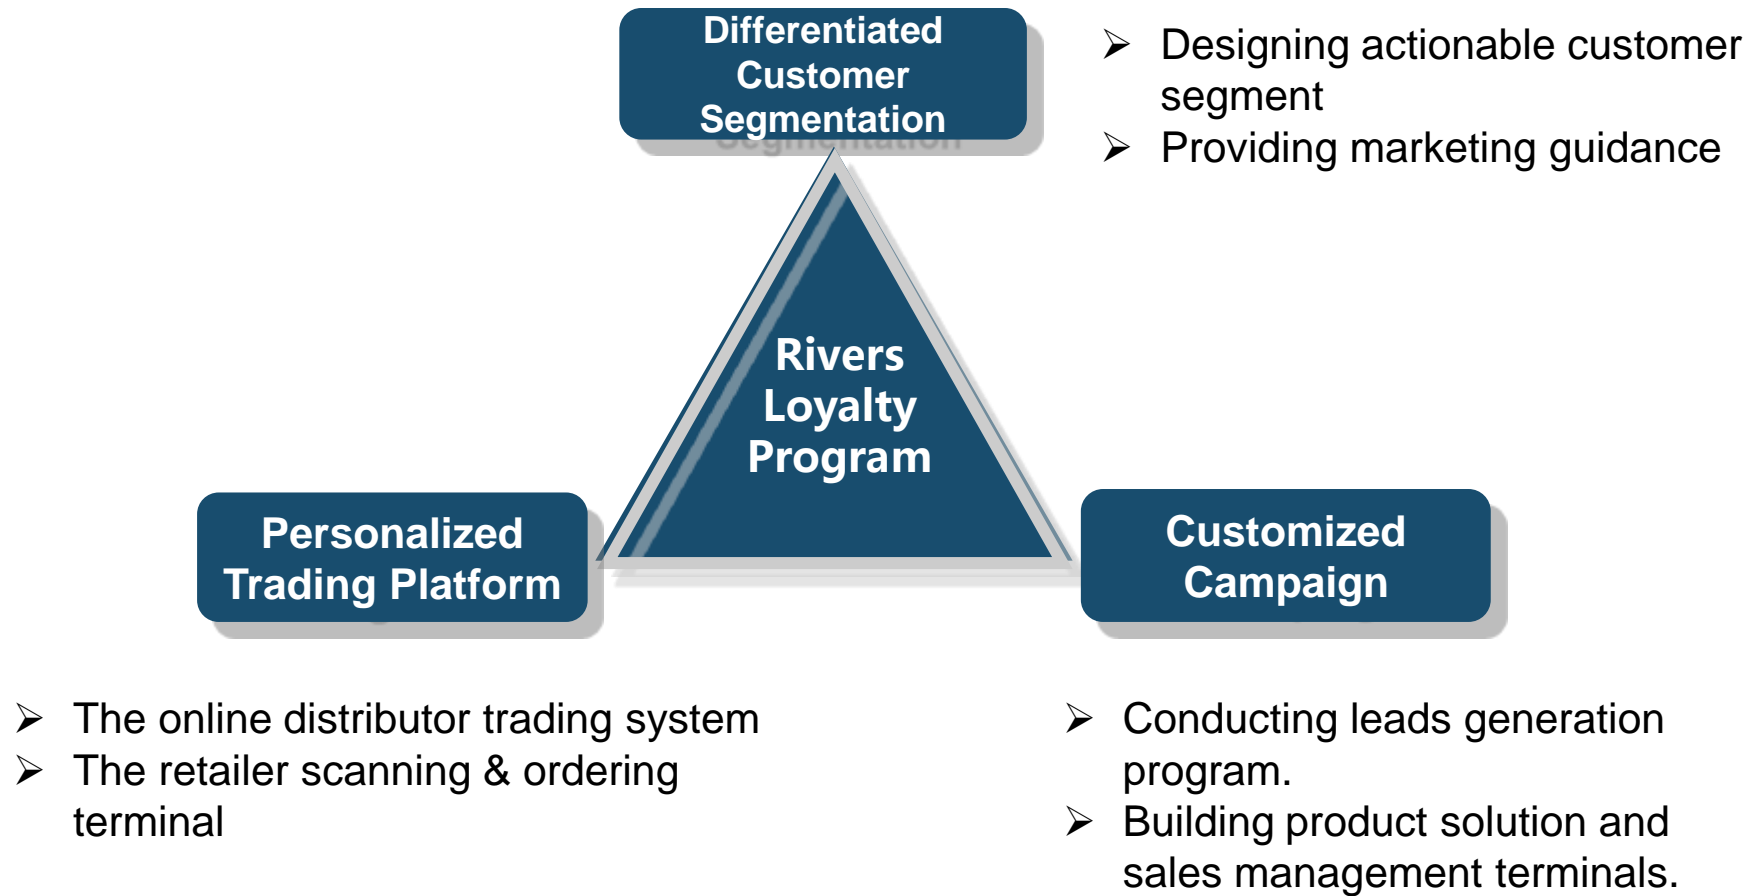 Differentiated
Customer
Segmentation
➢ Designing actionable customer
segment
➢ Providing marketing guidance
Rivers
Loyalty
Program
Personalized
Trading Platform
Customized
Campaign
➢ The online distributor trading system
➢ The retailer scanning & ordering
terminal
➢ Conducting leads generation
program.
➢ Building product solution and
sales management terminals.